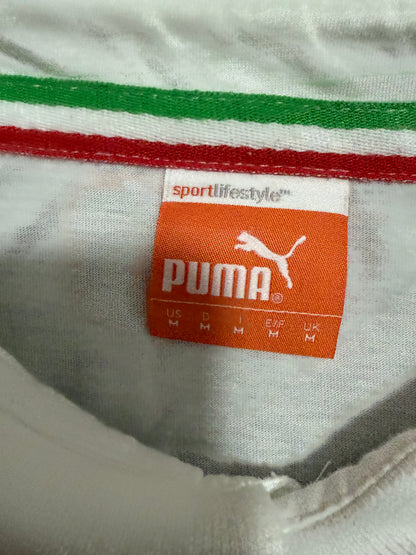 sportlifestyle™
PUMA®
US D I E/F UK
M M M M M